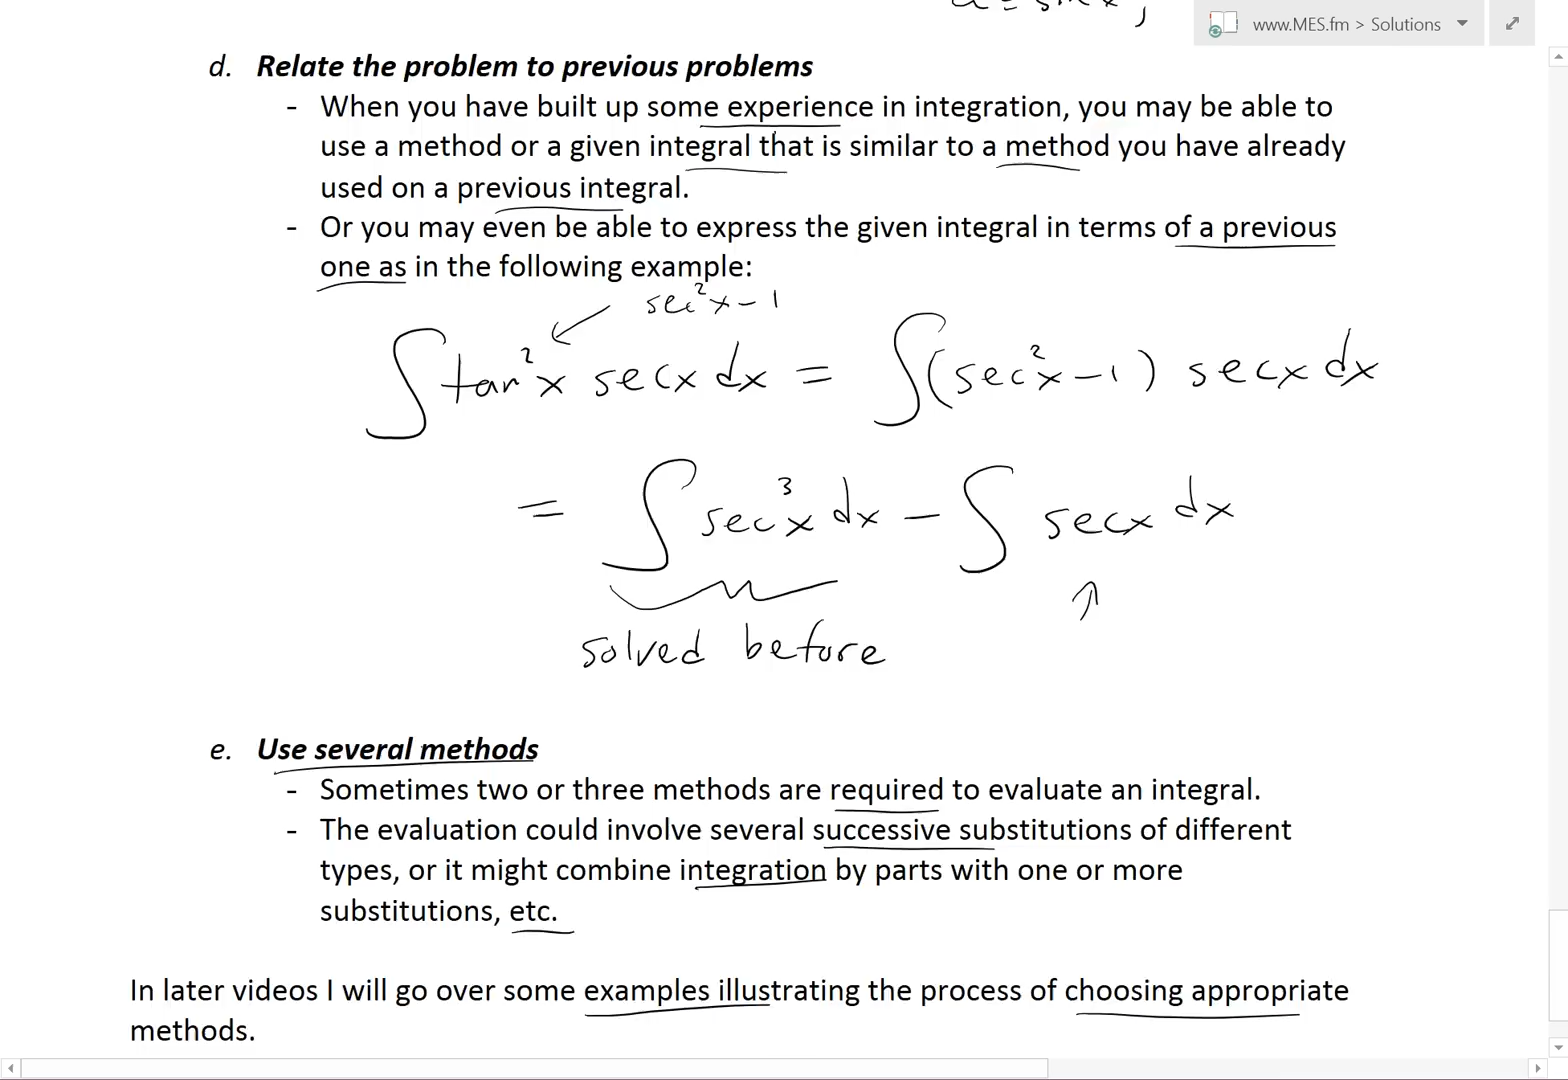 u = sin x,
www.MES.fm > Solutions
d. Relate the problem to previous problems
- When you have built up some experience in integration, you may be able to
use a method or a given integral that is similar to a method you have already
used on a previous integral.
- Or you may even be able to express the given integral in terms of a previous
one as in the following example:
sec²x − 1
∫ tan²x secx dx = ∫ (sec²x − 1) secx dx
= ∫ sec³x dx − ∫ secx dx
solved before
e. Use several methods
- Sometimes two or three methods are required to evaluate an integral.
- The evaluation could involve several successive substitutions of different
types, or it might combine integration by parts with one or more
substitutions, etc.
In later videos I will go over some examples illustrating the process of choosing appropriate
methods.